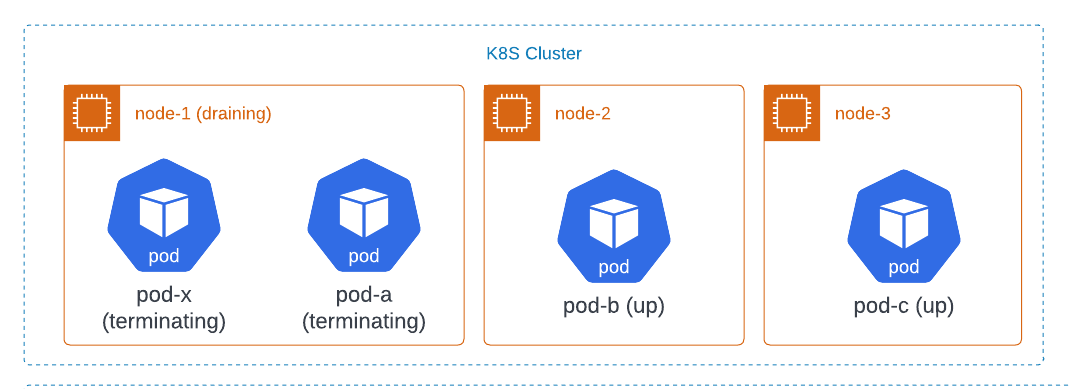 K8S Cluster
node-1 (draining)
node-2
node-3
pod
pod
pod
pod
pod-x
(terminating)
pod-a
(terminating)
pod-b (up)
pod-c (up)